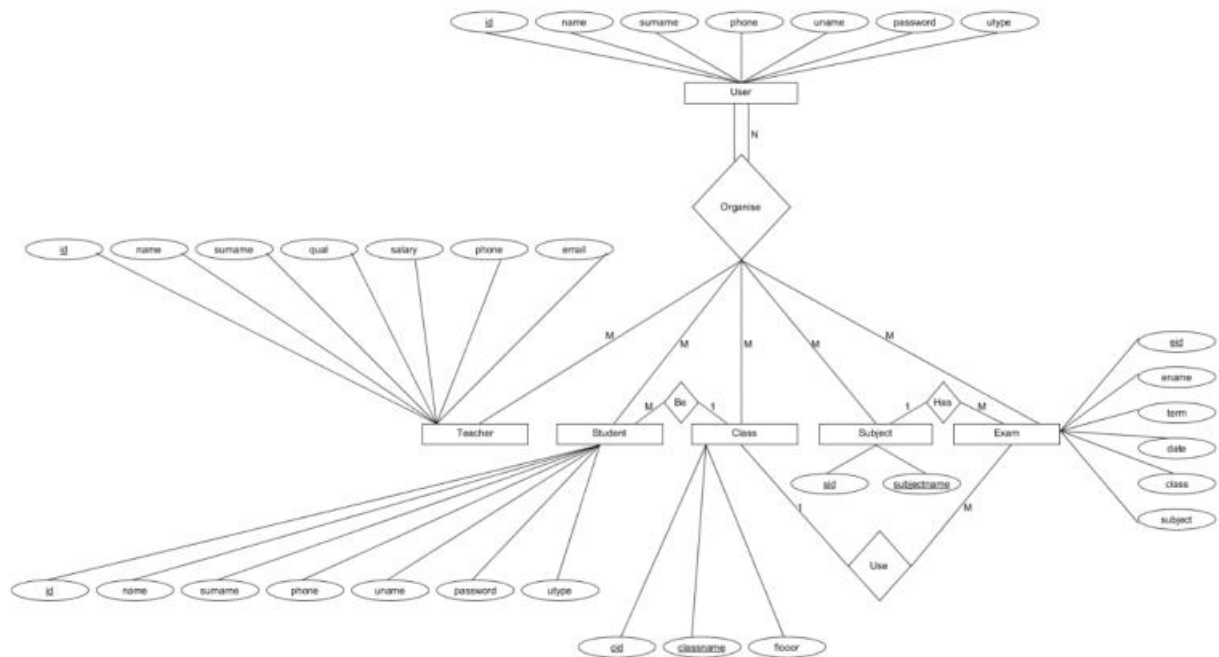 id name surname phone uname password utype
User
N
Organise
id name surname qual salary phone email
M M M M M
eid
ename
term
date
class
subject
M Be 1 1 Has M
Teacher Student Class Subject Exam
sid subjectname
1 M
Use
id name surname phone uname password utype
cid classname flooor